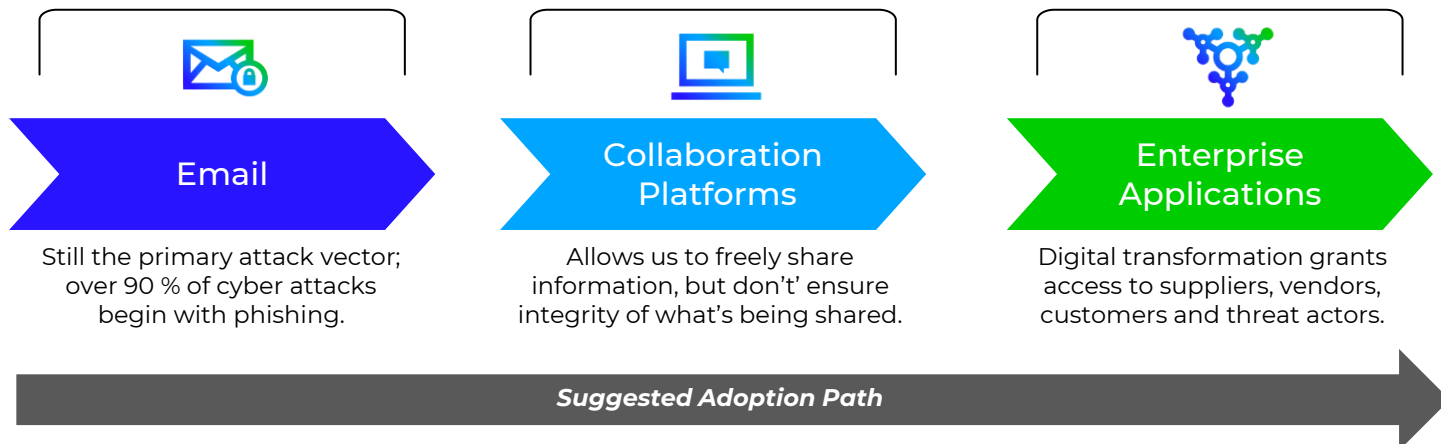 Email
Still the primary attack vector;
over 90 % of cyber attacks
begin with phishing.
Collaboration
Platforms
Allows us to freely share
information, but don’t’ ensure
integrity of what’s being shared.
Enterprise
Applications
Digital transformation grants
access to suppliers, vendors,
customers and threat actors.
Suggested Adoption Path